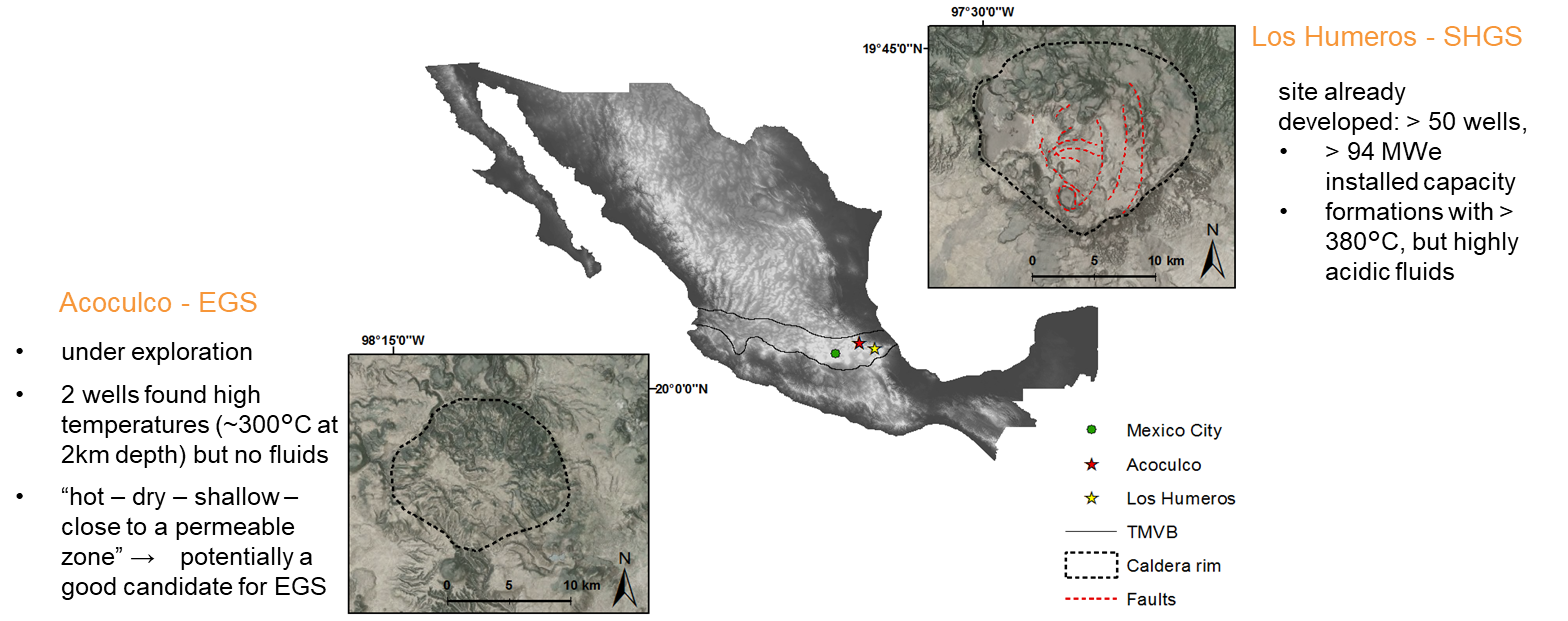 Acoculco - EGS
• under exploration
• 2 wells found high
temperatures (~300°C at
2km depth) but no fluids
• “hot – dry – shallow –
close to a permeable
zone” → potentially a
good candidate for EGS
98°15'0"W
20°0'0"N
N
0 5 10 km
97°30'0"W
19°45'0"N
N
0 5 10 km
Los Humeros - SHGS
site already
developed: > 50 wells,
• > 94 MWe
installed capacity
• formations with >
380°C, but highly
acidic fluids
Mexico City
Acoculco
Los Humeros
TMVB
Caldera rim
Faults